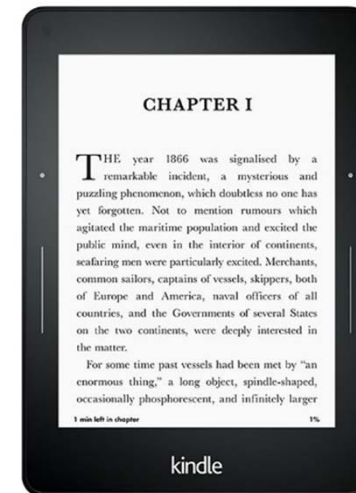 CHAPTER I
THE year 1866 was signalised by a
remarkable incident, a mysterious and
puzzling phenomenon, which doubtless no one has
yet forgotten. Not to mention rumours which
agitated the maritime population and excited the
public mind, even in the interior of continents,
seafaring men were particularly excited. Merchants,
common sailors, captains of vessels, skippers, both
of Europe and America, naval officers of all
countries, and the Governments of several States
on the two continents, were deeply interested in
the matter.
For some time past vessels had been met by “an
enormous thing,” a long object, spindle-shaped,
occasionally phosphorescent, and infinitely larger
1 min left in chapter 1%
kindle